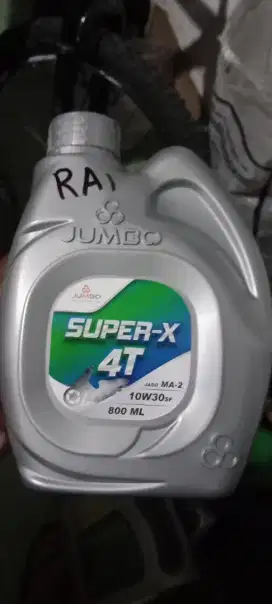 RAI
JUMBO
JUMBO
SUPER-X
4T
JASO MA-2
10W30SF
800 ML